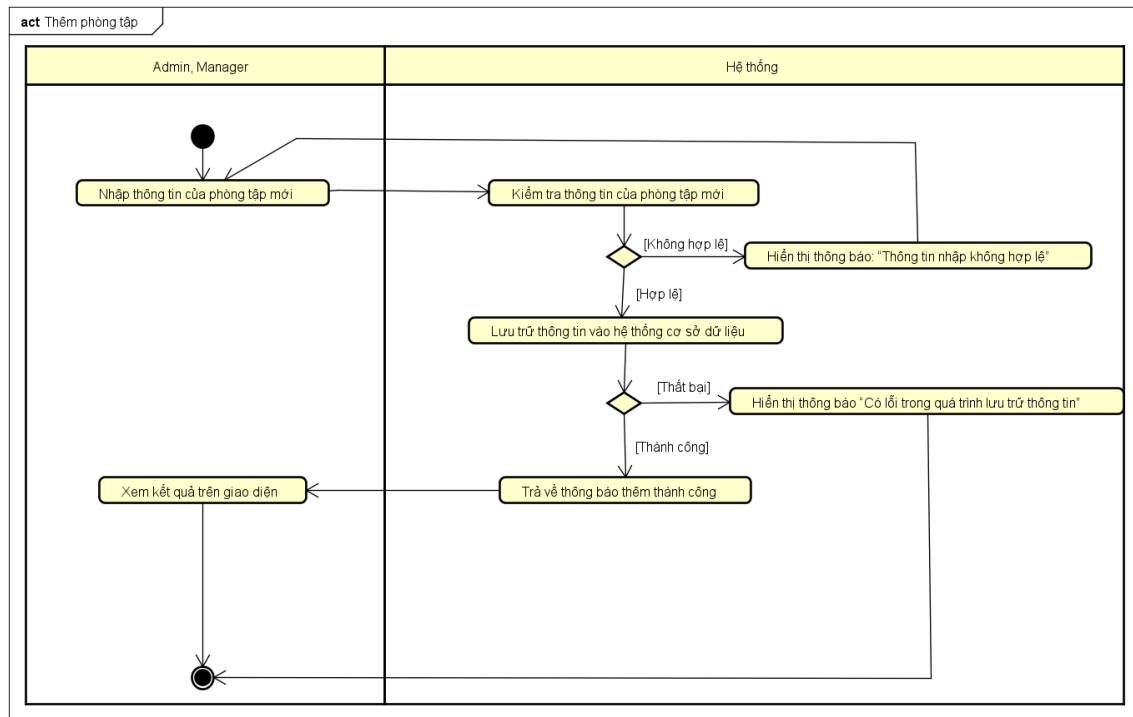 act Thêm phòng tập
Admin, Manager
Hệ thống
Nhập thông tin của phòng tập mới
Kiểm tra thông tin của phòng tập mới
[Không hợp lệ]
Hiển thị thông báo: “Thông tin nhập không hợp lệ”
[Hợp lệ]
Lưu trữ thông tin vào hệ thống cơ sở dữ liệu
[Thất bại]
Hiển thị thông báo “Có lỗi trong quá trình lưu trữ thông tin”
[Thành công]
Xem kết quả trên giao diện
Trả về thông báo thêm thành công